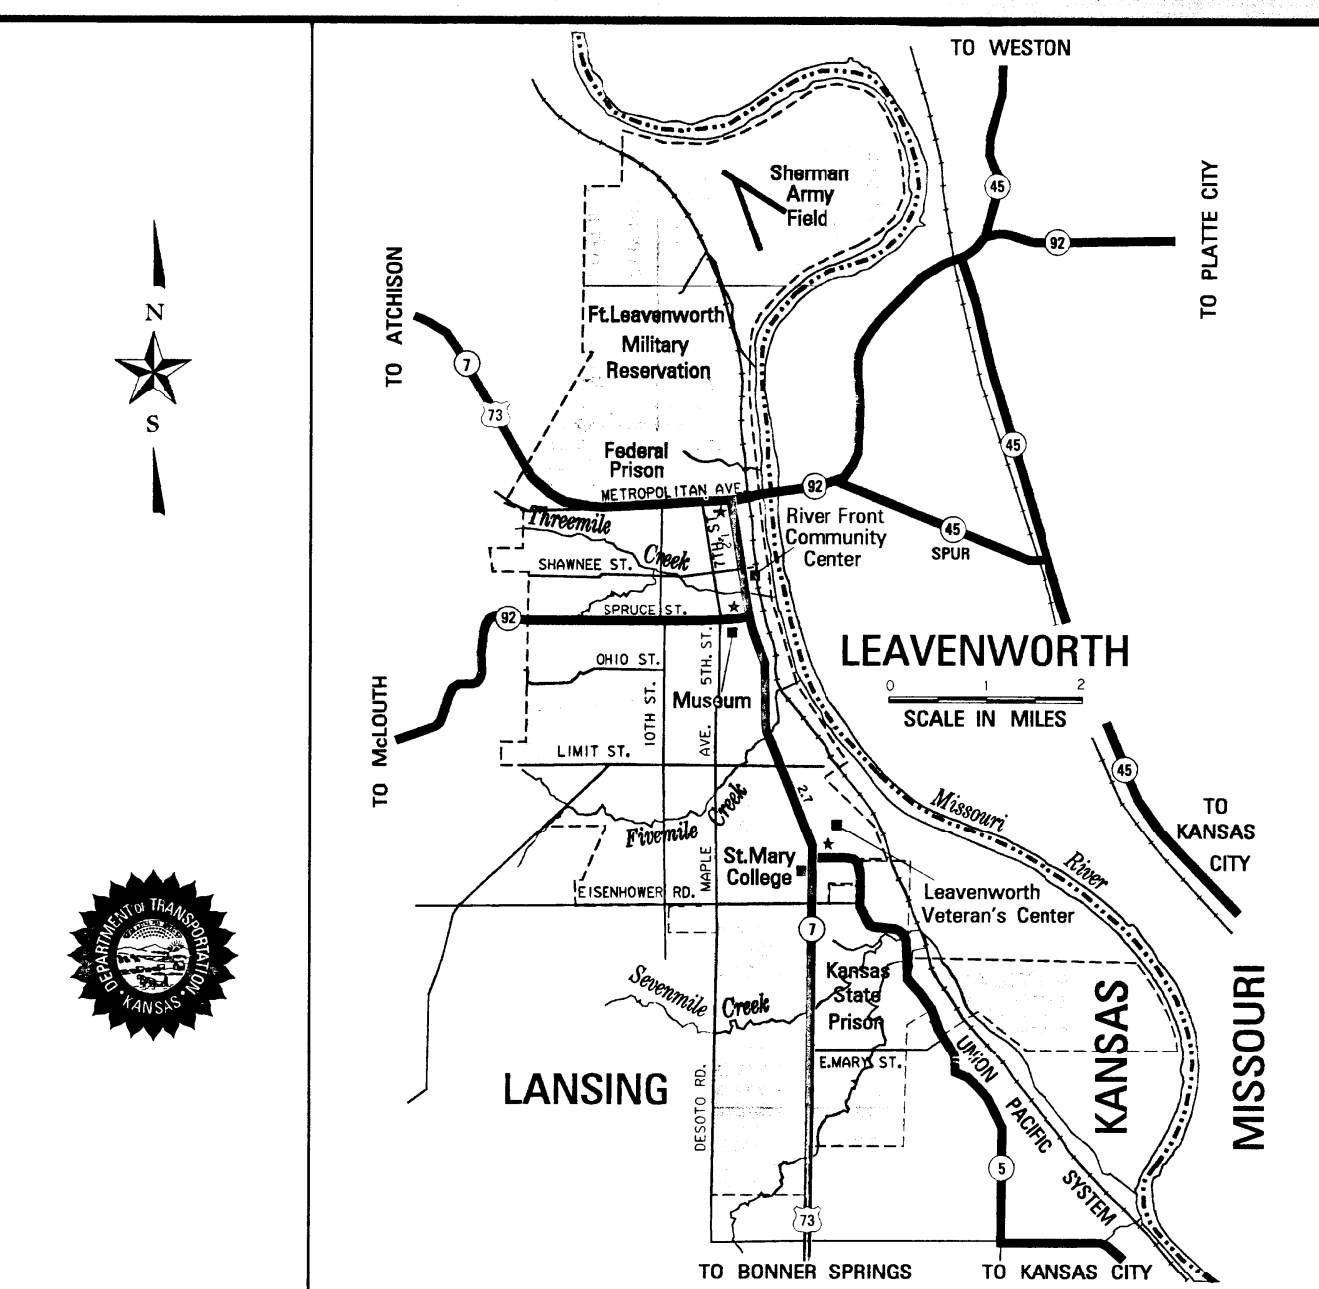 TO WESTON
45
92
TO PLATTE CITY
Sherman
Army
Field
TO ATCHISON
N
S
7
73
Ft. Leavenworth
Military
Reservation
45
Federal
Prison
METROPOLITAN AVE
92
45
SPUR
River Front
Community
Center
Threemile
Creek
7TH ST.
SHAWNEE ST.
SPRUCE ST.
92
OHIO ST.
5TH. ST.
10TH ST.
Museum
LEAVENWORTH
0 1 2
SCALE IN MILES
TO McLOUTH
LIMIT ST.
MAPLE AVE.
2.7
45
TO
KANSAS
CITY
Missouri
River
Fivemile
Creek
St. Mary
College
EISENHOWER RD.
Leavenworth
Veteran's Center
7
DEPARTMENT OF TRANSPORTATION
• KANSAS •
Sevenmile
Creek
Kansas
State
Prison
KANSAS
MISSOURI
E. MARY ST.
LANSING
DESOTO RD.
UNION
PACIFIC
SYSTEM
5
73
TO BONNER SPRINGS
TO KANSAS CITY